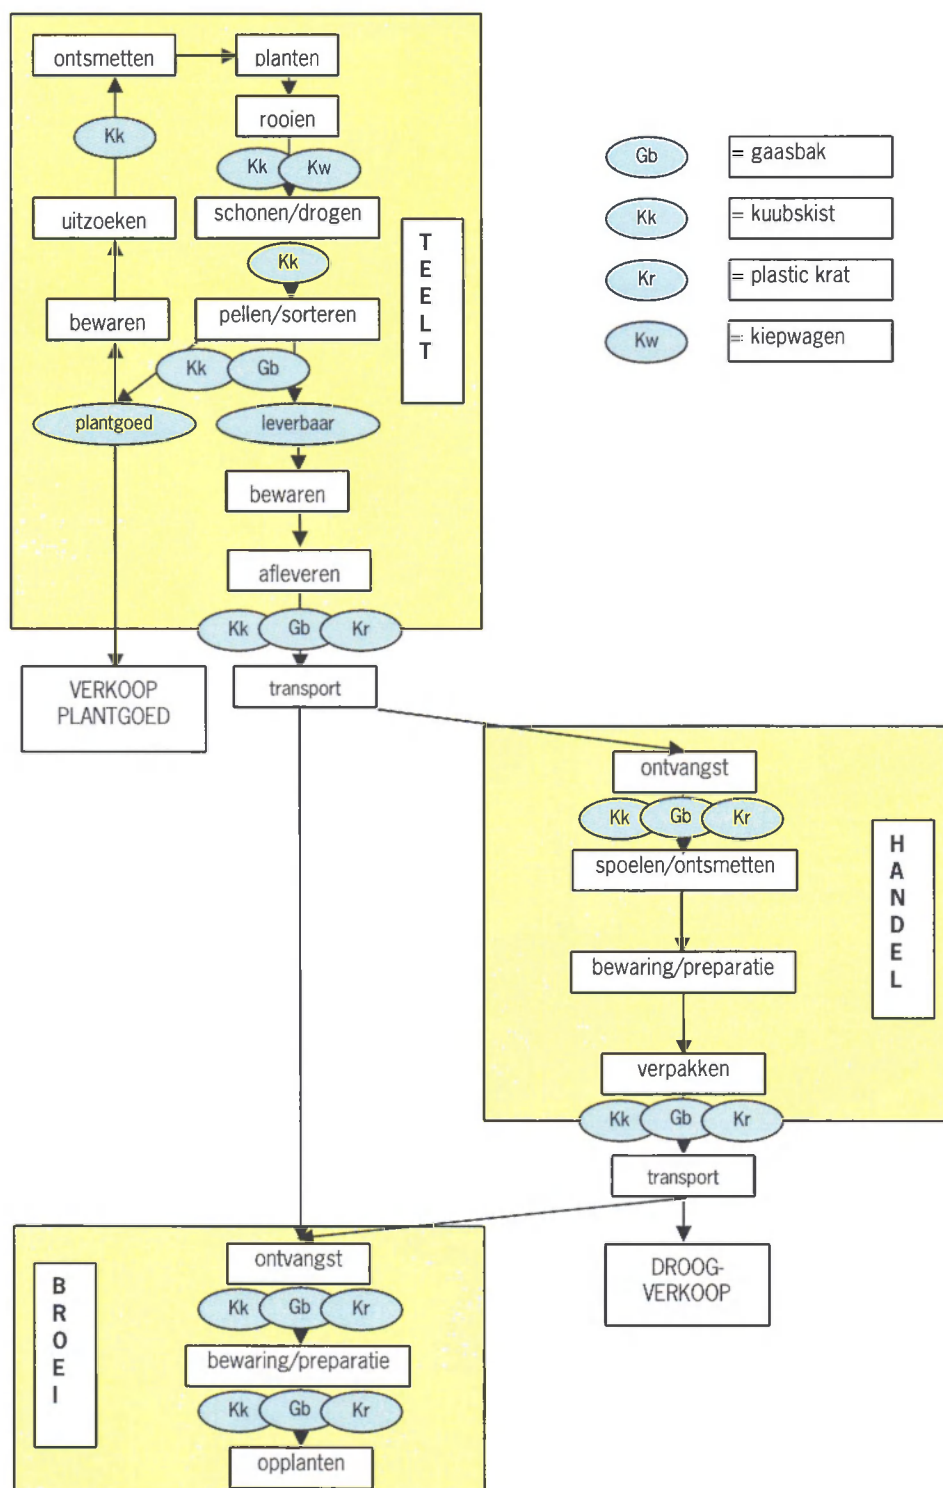 ontsmetten
planten
rooien
Kk
Kk
Kw
uitzoeken
schonen/drogen
Kk
bewaren
pellen/sorteren
Kk
Gb
plantgoed
leverbaar
bewaren
afleveren
Kk
Gb
Kr
T
E
E
L
T
Gb
= gaasbak
Kk
= kuubskist
Kr
= plastic krat
Kw
= kiepwagen
VERKOOP
PLANTGOED
transport
ontvangst
Kk
Gb
Kr
spoelen/ontsmetten
bewaring/preparatie
verpakken
Kk
Gb
Kr
H
A
N
D
E
L
transport
DROOG-
VERKOOP
B
R
O
E
I
ontvangst
Kk
Gb
Kr
bewaring/preparatie
Kk
Gb
Kr
opplanten